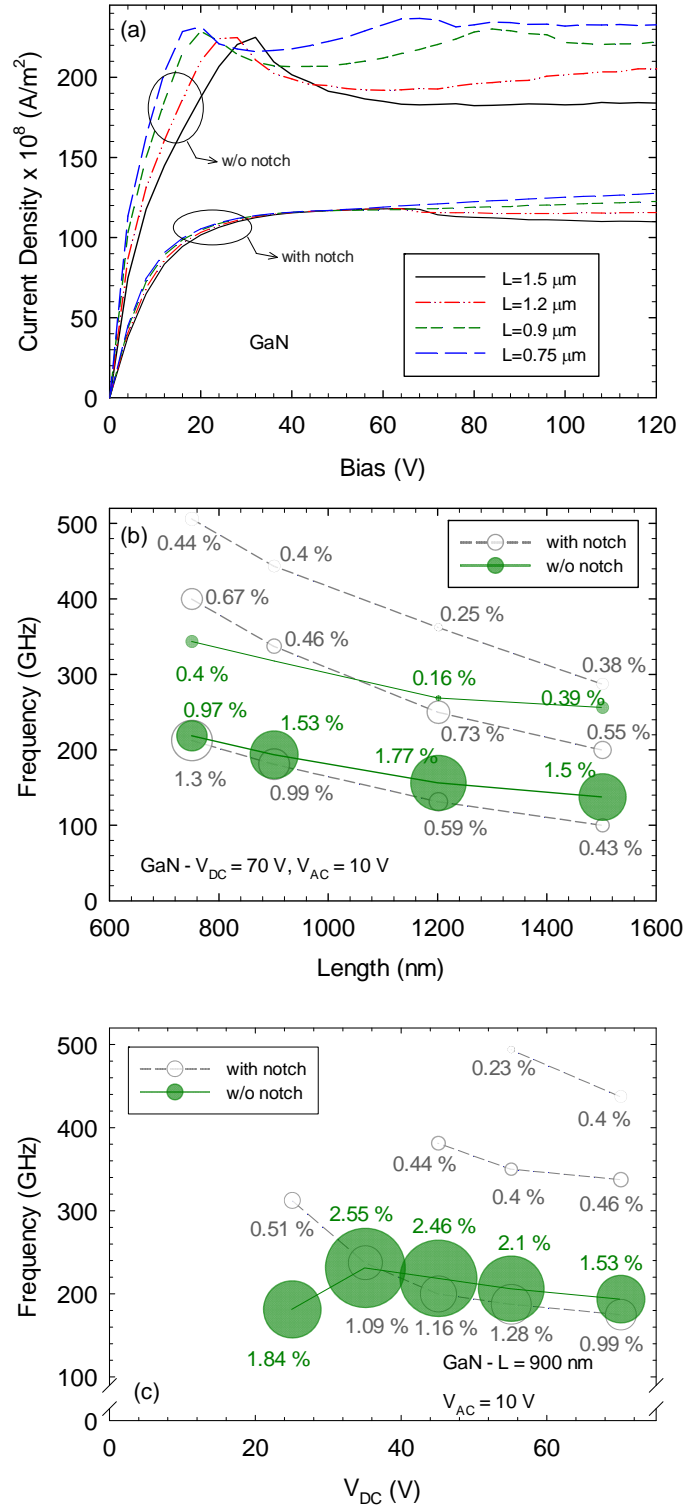 (a)
Current Density x 10⁸ (A/m²)
200
150
100
50
0
w/o notch
with notch
GaN
L=1.5 μm
L=1.2 μm
L=0.9 μm
L=0.75 μm
0 20 40 60 80 100 120
Bias (V)
(b)
Frequency (GHz)
500
400
300
200
100
0
with notch
w/o notch
0.44 %
0.4 %
0.25 %
0.38 %
0.67 %
0.46 %
0.73 %
0.55 %
0.4 %
0.16 %
0.39 %
0.97 %
1.53 %
1.77 %
1.5 %
1.3 %
0.99 %
0.59 %
0.43 %
GaN - V_DC = 70 V, V_AC = 10 V
600 800 1000 1200 1400 1600
Length (nm)
Frequency (GHz)
500
400
300
200
100
0
with notch
w/o notch
0.23 %
0.4 %
0.44 %
0.4 %
0.46 %
0.51 %
2.55 %
2.46 %
2.1 %
1.53 %
1.84 %
1.09 %
1.16 %
1.28 %
0.99 %
GaN - L = 900 nm
(c)
V_AC = 10 V
0 20 40 60
V_DC (V)